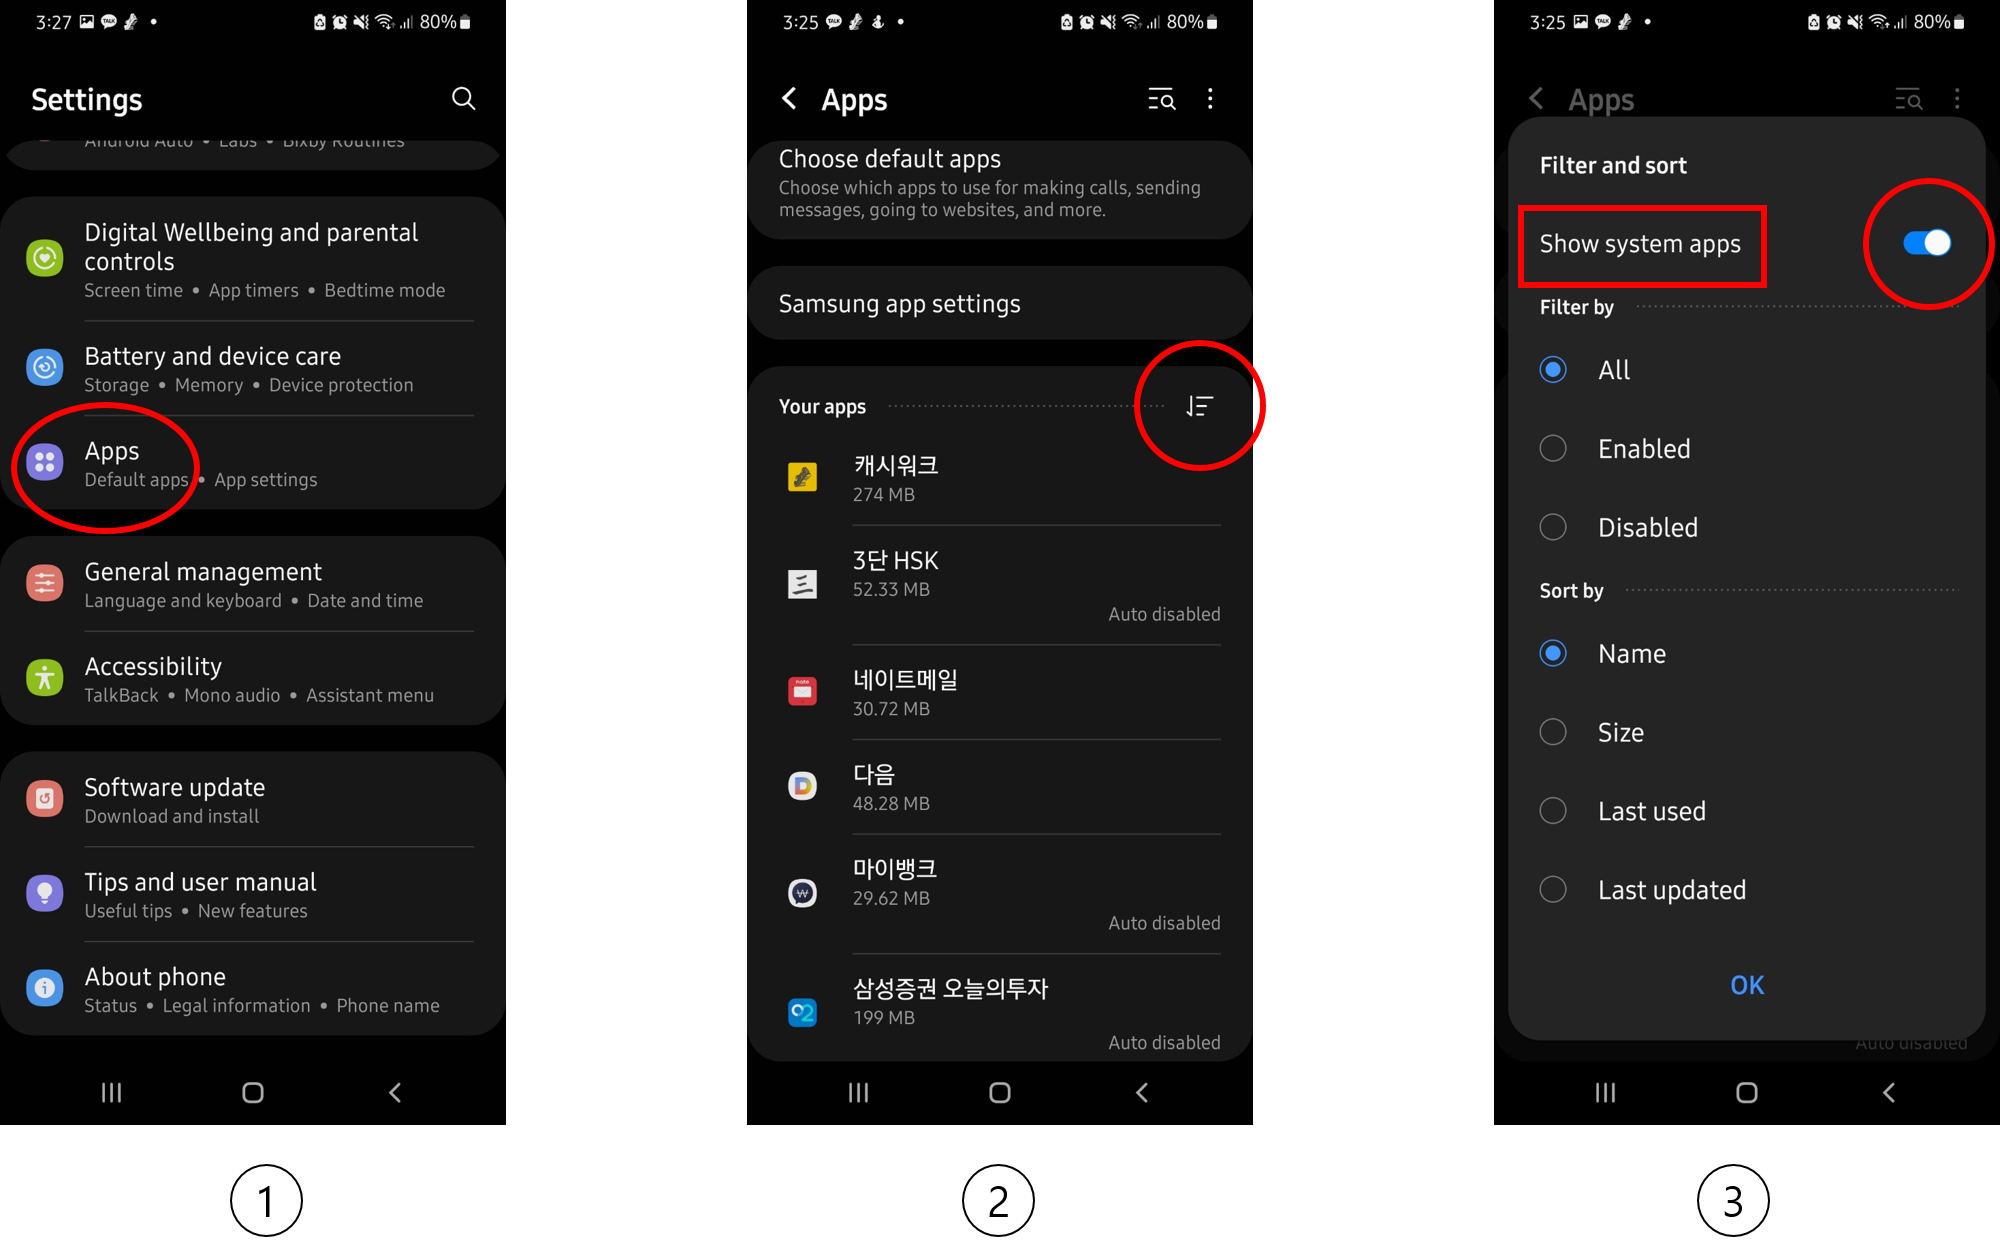 3:27 TALK 80%
Settings
Android Auto • Labs • Bixby Routines
Digital Wellbeing and parental
controls
Screen time • App timers • Bedtime mode
Battery and device care
Storage • Memory • Device protection
Apps
Default apps • App settings
General management
Language and keyboard • Date and time
Accessibility
TalkBack • Mono audio • Assistant menu
Software update
Download and install
Tips and user manual
Useful tips • New features
About phone
Status • Legal information • Phone name
1
3:25 TALK 80%
Apps
Choose default apps
Choose which apps to use for making calls, sending
messages, going to websites, and more.
Samsung app settings
Your apps
캐시워크
274 MB
三
3단 HSK
52.33 MB
Auto disabled
nate
네이트메일
30.72 MB
D
다음
48.28 MB
₩
마이뱅크
29.62 MB
Auto disabled
O2
삼성증권 오늘의투자
199 MB
Auto disabled
2
3:25 TALK 80%
Apps
Filter and sort
Show system apps
Filter by
All
Enabled
Disabled
Sort by
Name
Size
Last used
Last updated
OK
Auto disabled
3